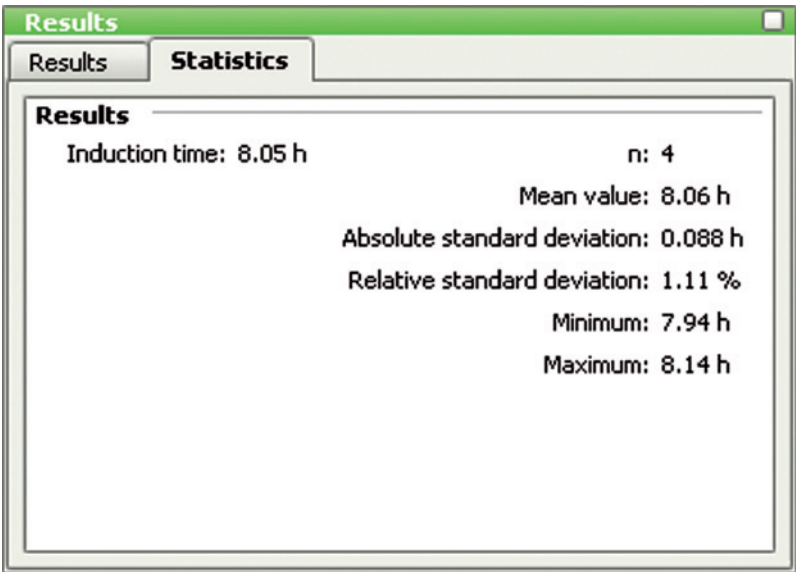 Results
Results Statistics
Results
Induction time: 8.05 h n: 4
Mean value: 8.06 h
Absolute standard deviation: 0.088 h
Relative standard deviation: 1.11 %
Minimum: 7.94 h
Maximum: 8.14 h